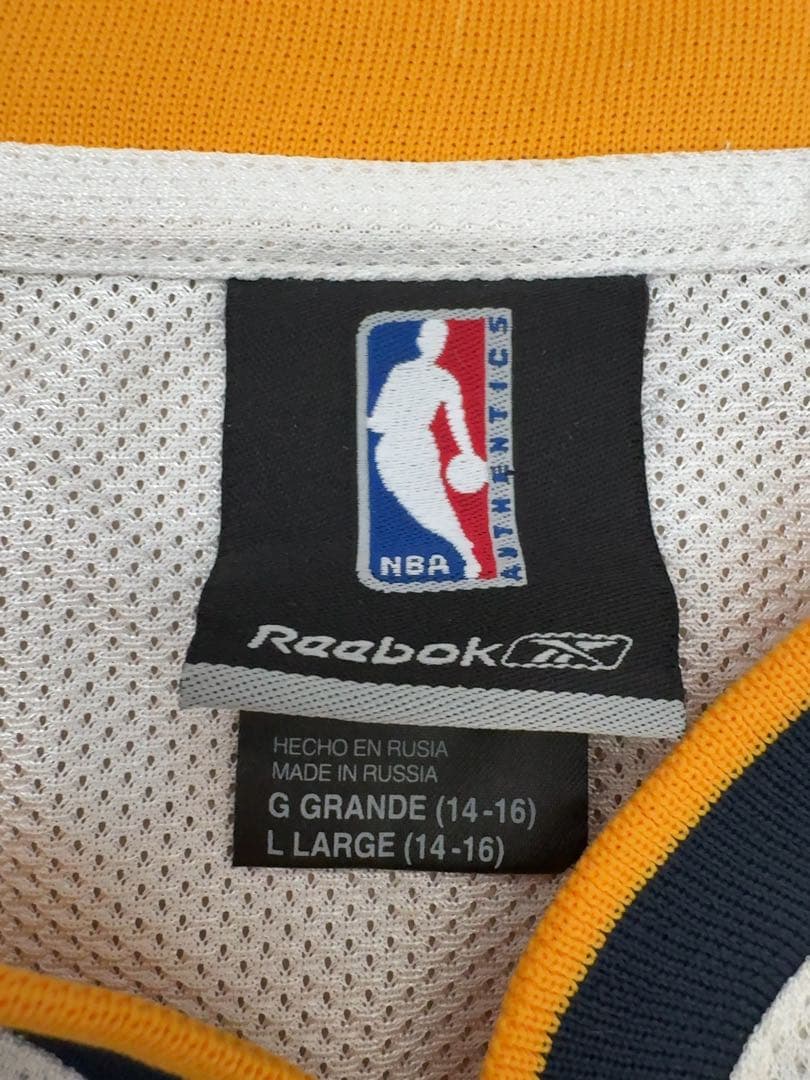 NBA
AUTHENTICS
Reebok
HECHO EN RUSIA
MADE IN RUSSIA
G GRANDE (14-16)
L LARGE (14-16)